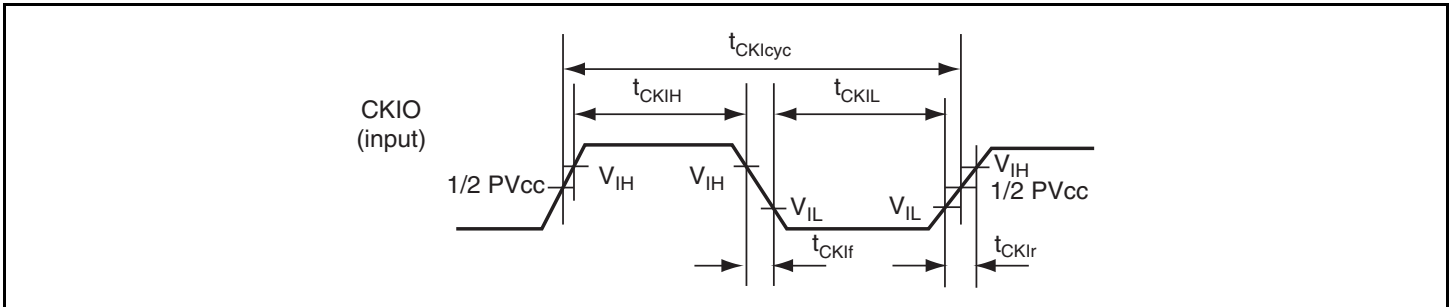 tCKIcyc
tCKIH
tCKIL
CKIO
(input)
1/2 PVcc
VIH
VIH
VIL
VIL
VIH
1/2 PVcc
tCKIf
tCKIr